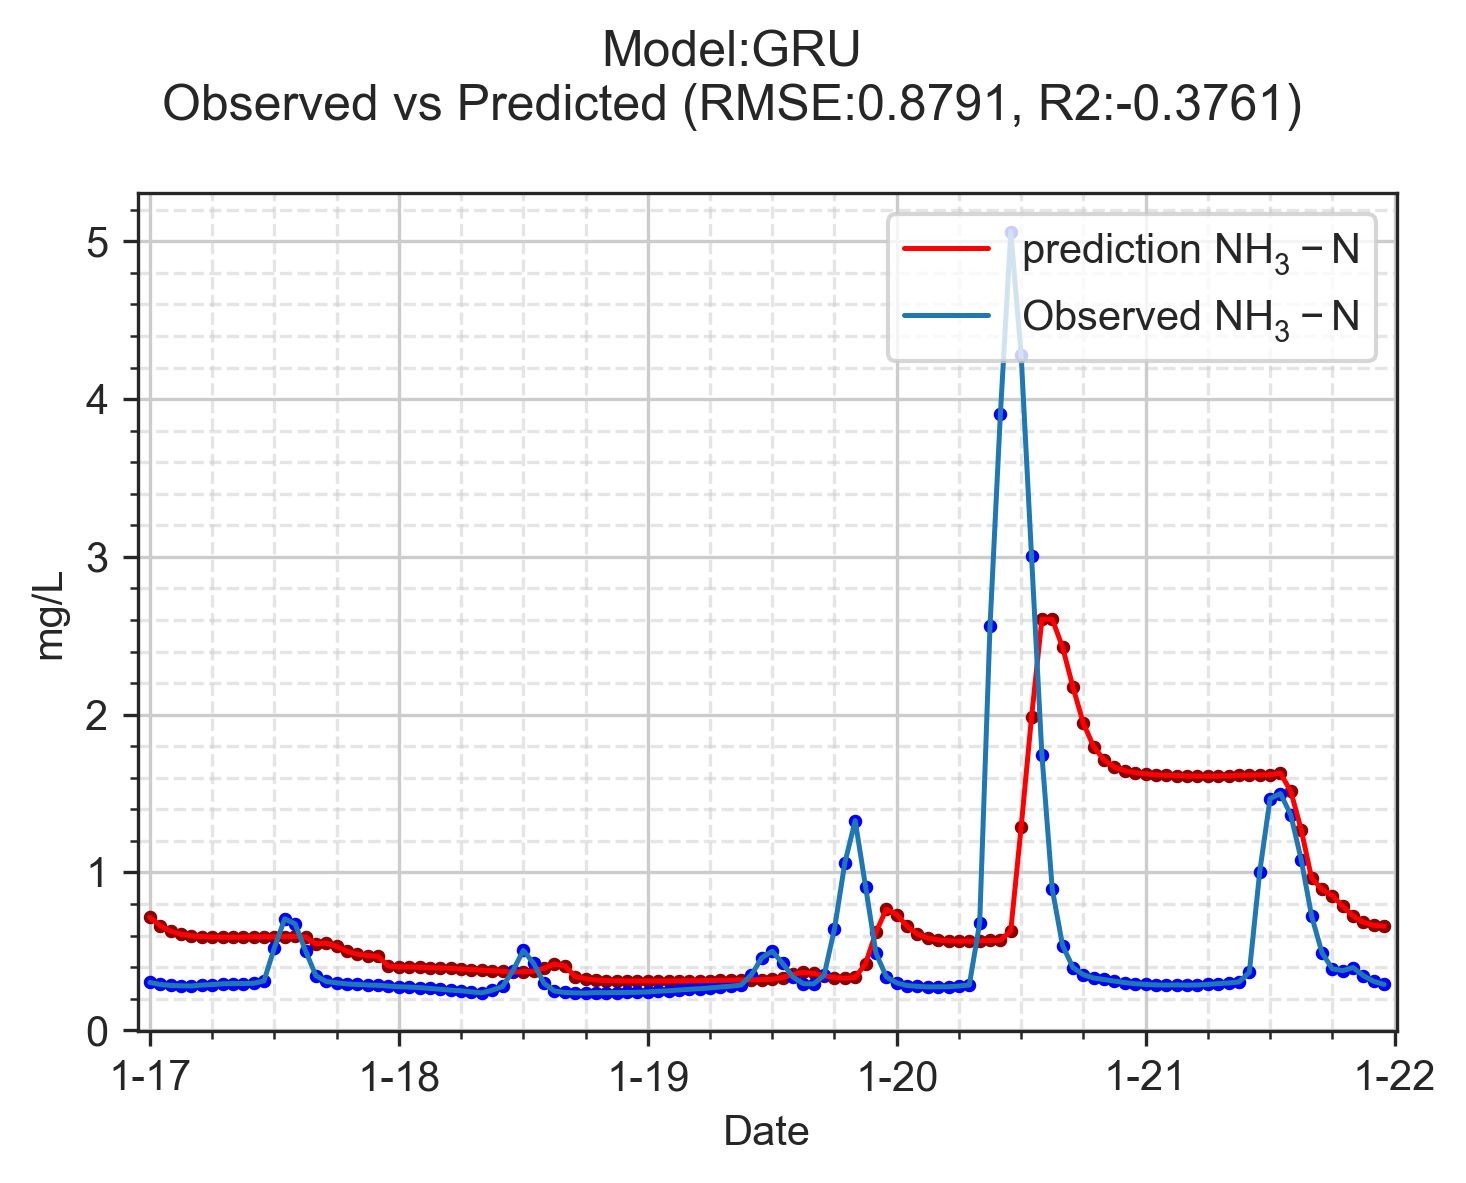 Model:GRU
Observed vs Predicted (RMSE:0.8791, R2:-0.3761)
prediction NH₃ − N
Observed NH₃ − N
5
4
3
2
1
0
mg/L
1-17 1-18 1-19 1-20 1-21 1-22
Date